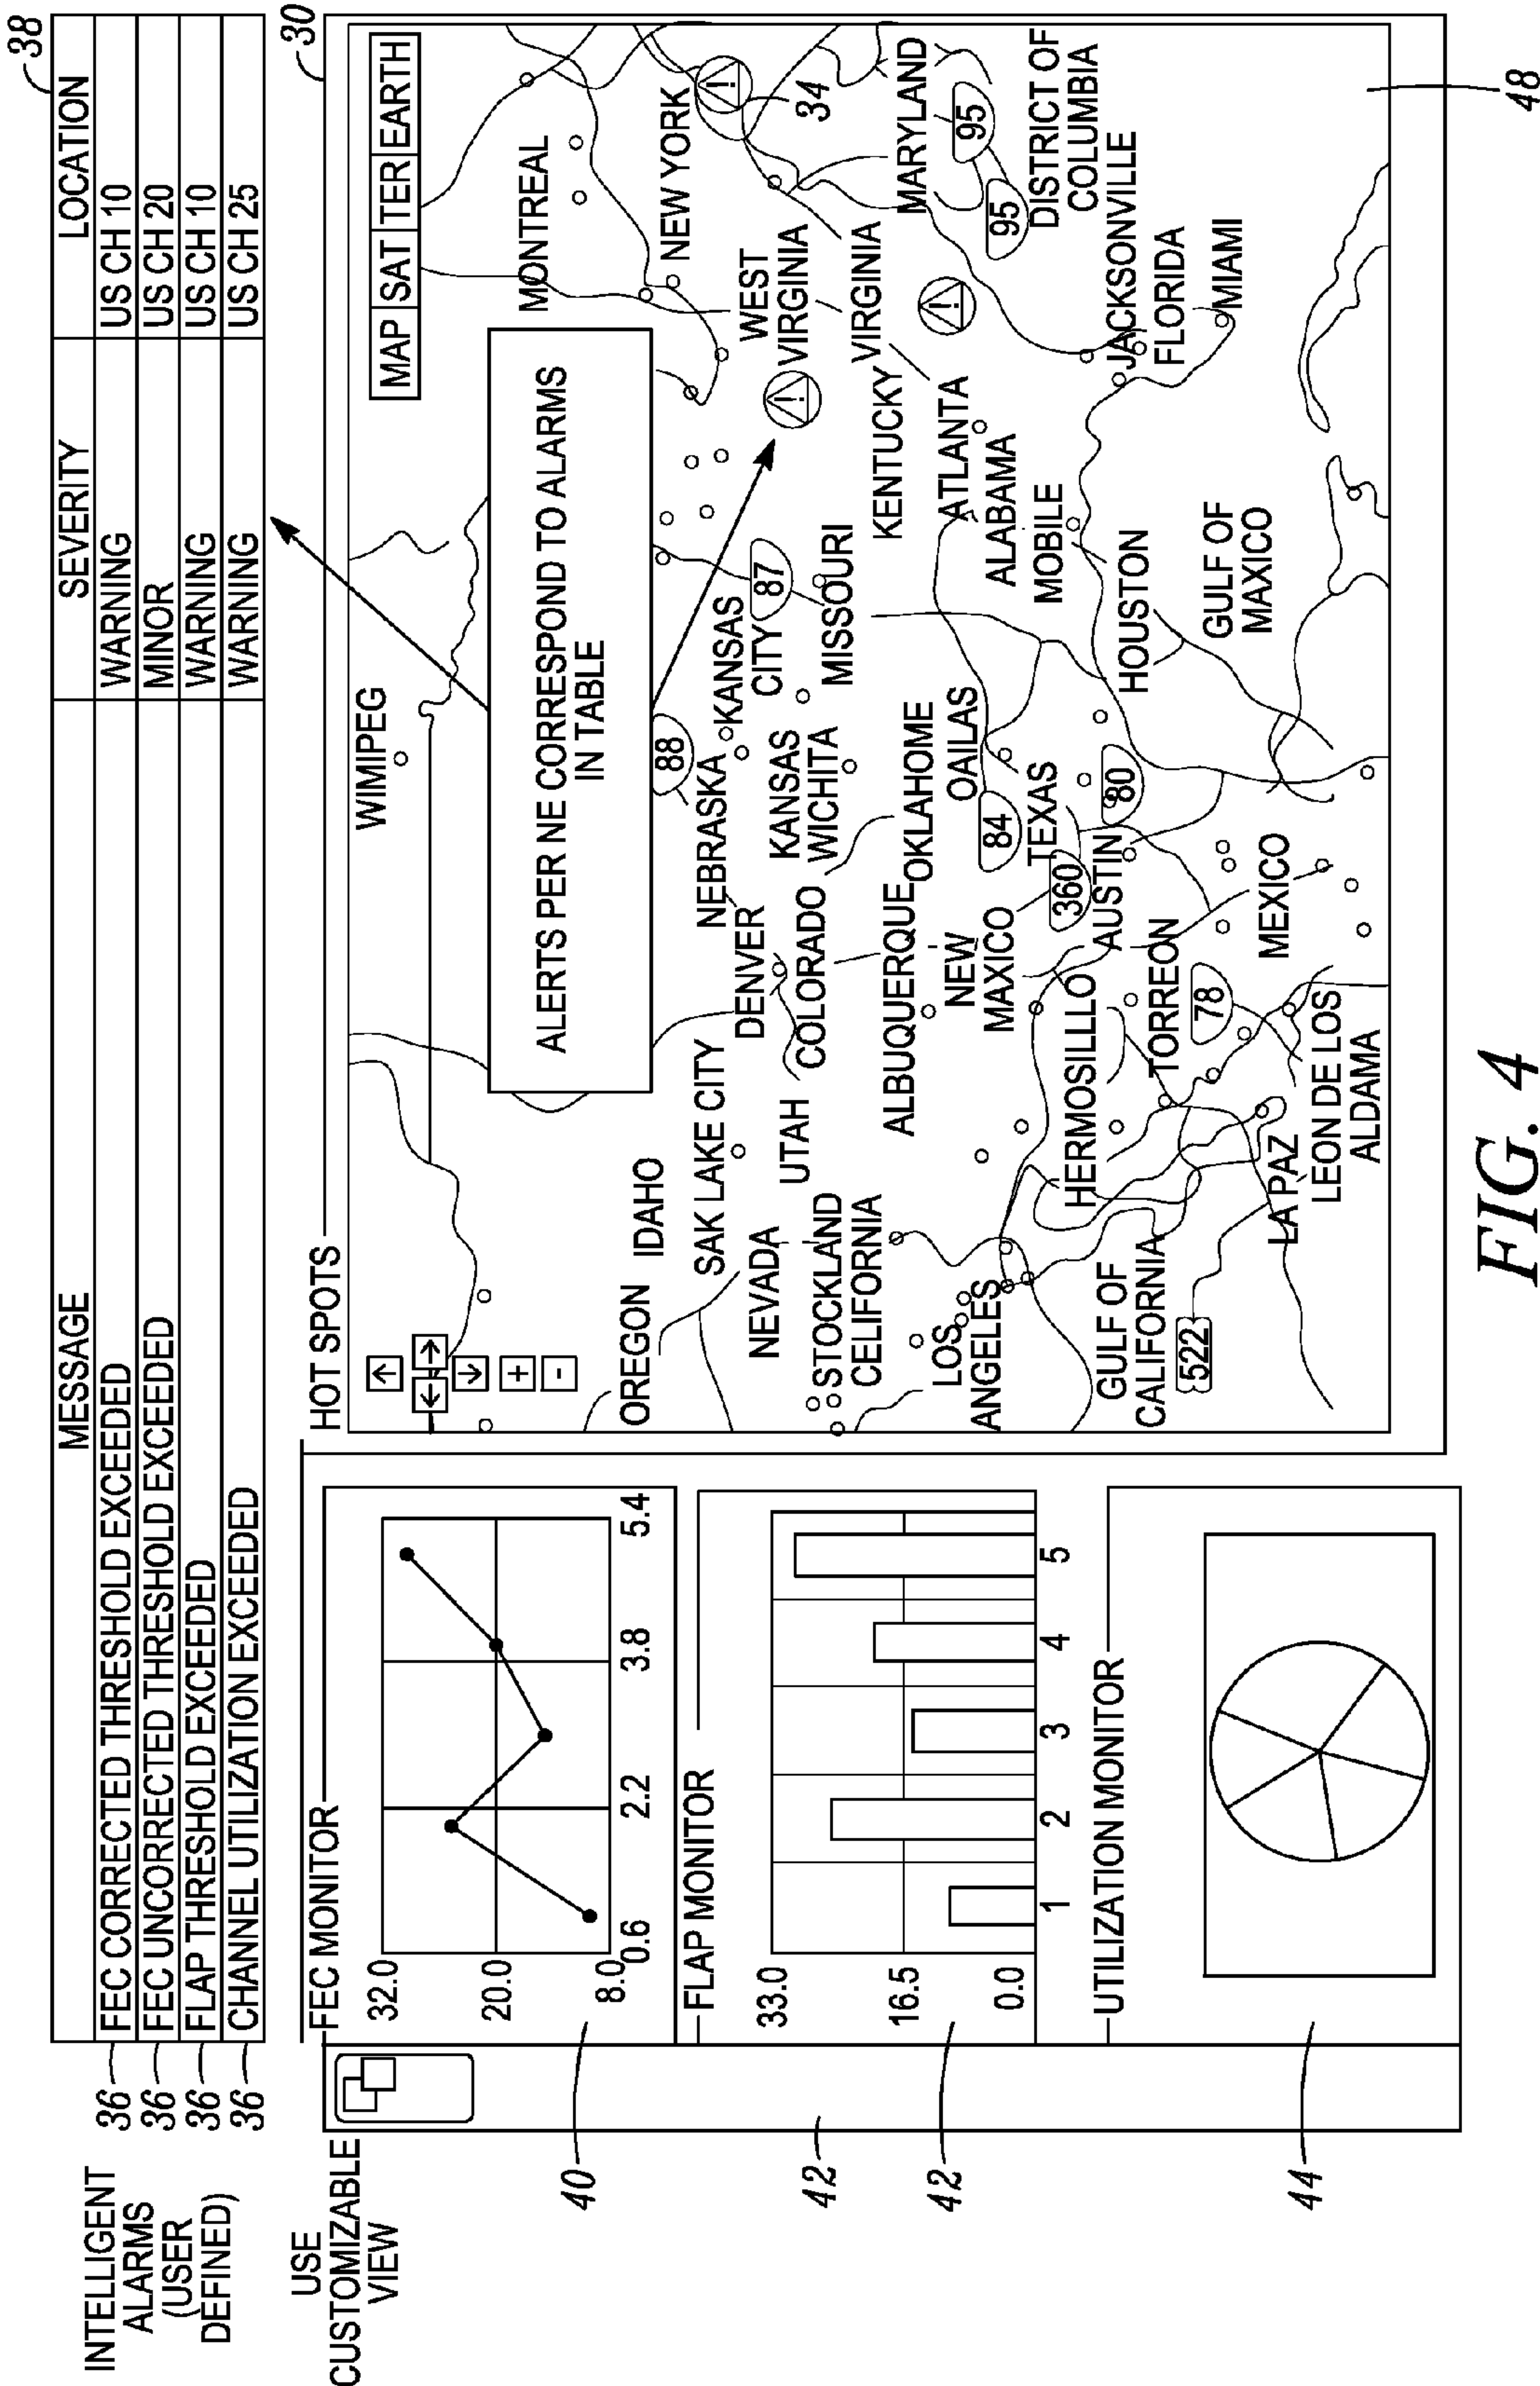 38
MESSAGE SEVERITY LOCATION
36 FEC CORRECTED THRESHOLD EXCEEDED WARNING US CH 10
36 FEC UNCORRECTED THRESHOLD EXCEEDED MINOR US CH 20
36 FLAP THRESHOLD EXCEEDED WARNING US CH 10
36 CHANNEL UTILIZATION EXCEEDED WARNING US CH 25
INTELLIGENT
ALARMS
(USER
DEFINED)
USE
CUSTOMIZABLE
VIEW
30
FEC MONITOR
32.0
20.0
8.0
0.6 2.2 3.8 5.4
40
FLAP MONITOR
33.0
16.5
0.0
1 2 3 4 5
42
42
UTILIZATION MONITOR
44
HOT SPOTS
MAP SAT TER EARTH
+
-
WIMIPEG
ALERTS PER NE CORRESPOND TO ALARMS
IN TABLE
MONTREAL
OREGON
IDAHO
88
NEW YORK
34
SAK LAKE CITY
NEBRASKA
KANSAS
CITY
87
WEST
VIRGINIA
NEVADA
UTAH
DENVER
COLORADO
KANSAS
WICHITA
MISSOURI
VIRGINIA
MARYLAND
STOCKLAND
CELIFORNIA
ALBUQUERQUE
OKLAHOME
KENTUCKY
95
95
LOS
ANGELES
NEW
MAXICO
OAILAS
84
ATLANTA
ALABAMA
DISTRICT OF
COLUMBIA
HERMOSILLO
360
TEXAS
MOBILE
GULF OF
CALIFORNIA
AUSTIN
80
HOUSTON
JACKSONVILLE
FLORIDA
MIAMI
522
TORREON
78
GULF OF
MAXICO
LA PAZ
MEXICO
LEON DE LOS
ALDAMA
48
FIG. 4